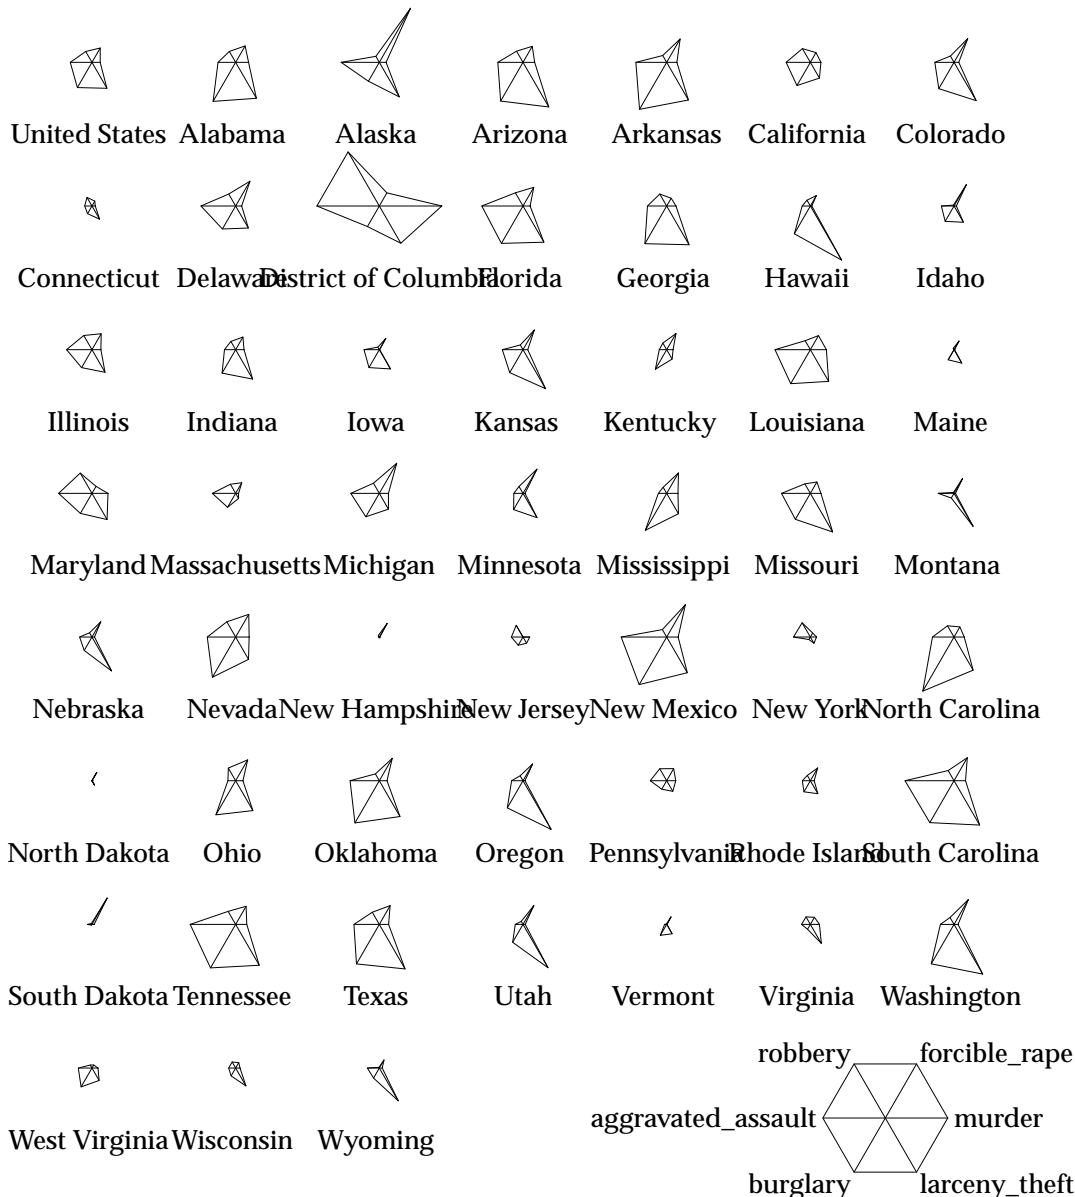 United States Alabama Alaska Arizona Arkansas California Colorado
Connecticut Delaware District of Columbia Florida Georgia Hawaii Idaho
Illinois Indiana Iowa Kansas Kentucky Louisiana Maine
Maryland Massachusetts Michigan Minnesota Mississippi Missouri Montana
Nebraska Nevada New Hampshire New Jersey New Mexico New York North Carolina
North Dakota Ohio Oklahoma Oregon Pennsylvania Rhode Island South Carolina
South Dakota Tennessee Texas Utah Vermont Virginia Washington
robbery forcible_rape
aggravated_assault murder
West Virginia Wisconsin Wyoming
burglary larceny_theft